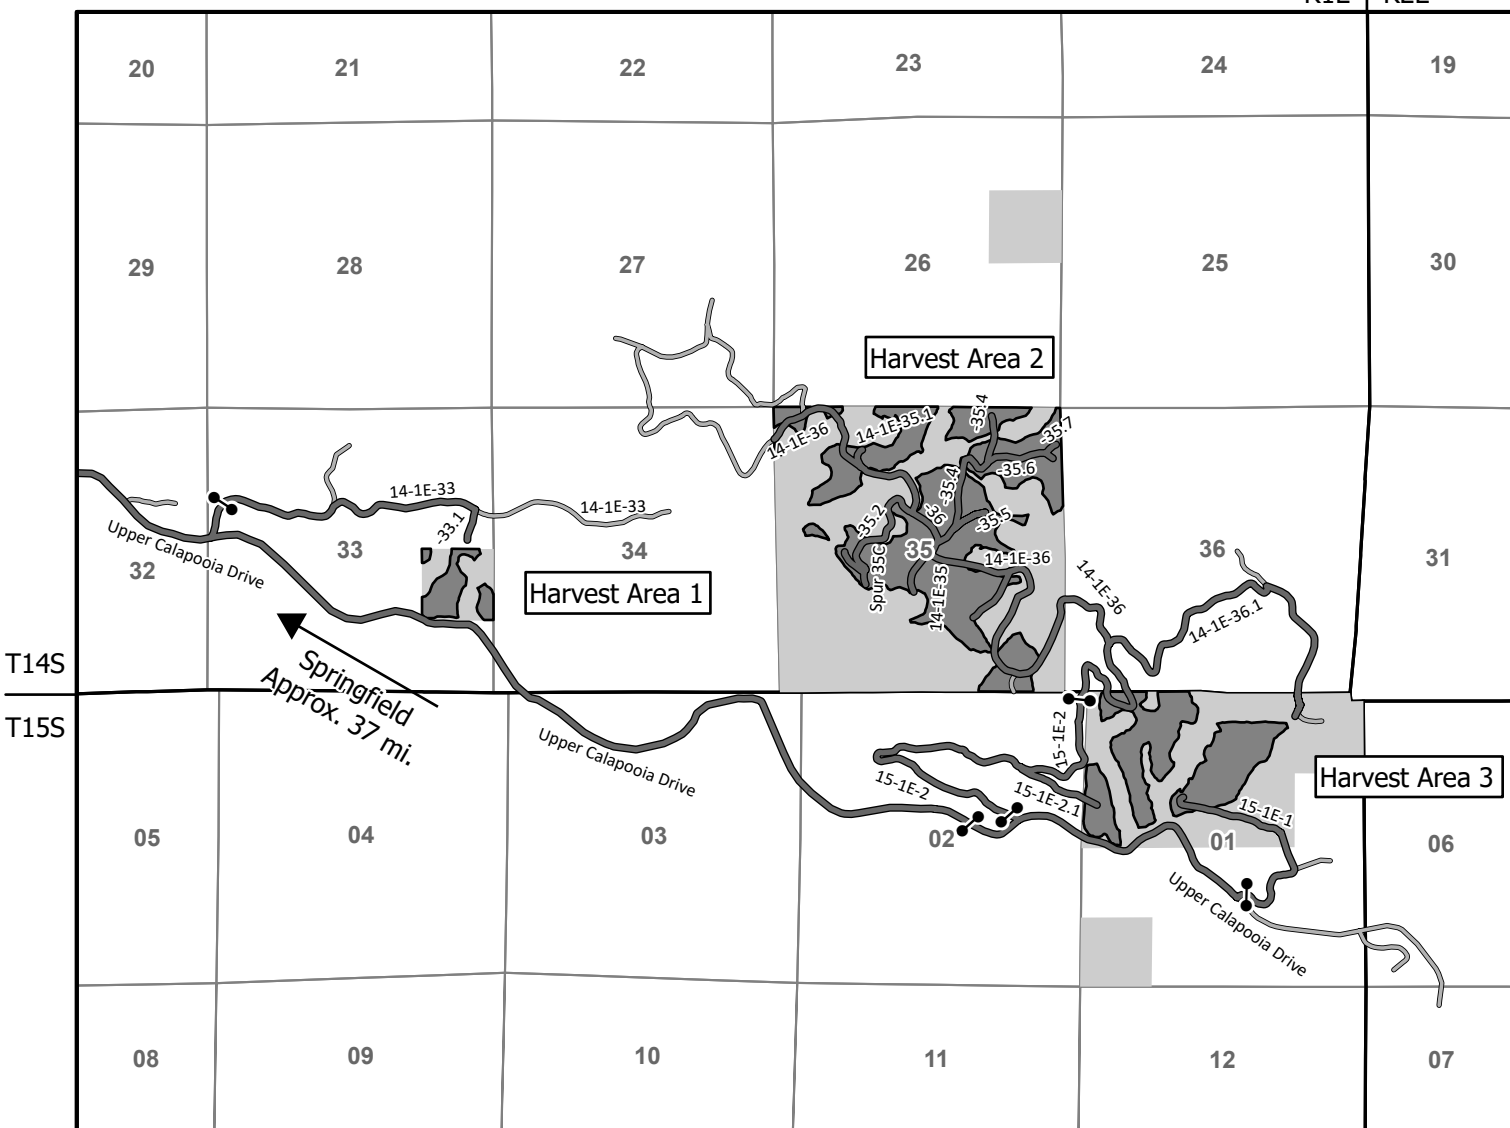 R1E R2E
20 21 22 23 24 19
29 28 27 26 25 30
Harvest Area 2
14-1E-36
14-1E-35.1
-35.4
-35.7
14-1E-33
14-1E-33
-33.1
-35.4
-35.6
-35.2
-36
-35.5
Upper Calapooia Drive
32 33 34 35 36 31
Spur 35C
14-1E-35
14-1E-36
14-1E-36
14-1E-36.1
Harvest Area 1
Springfield
Approx. 37 mi.
T14S
T15S
Upper Calapooia Drive
15-1E-2
15-1E-2
15-1E-2.1
Harvest Area 3
15-1E-1
05 04 03 02 01 06
Upper Calapooia Drive
08 09 10 11 12 07